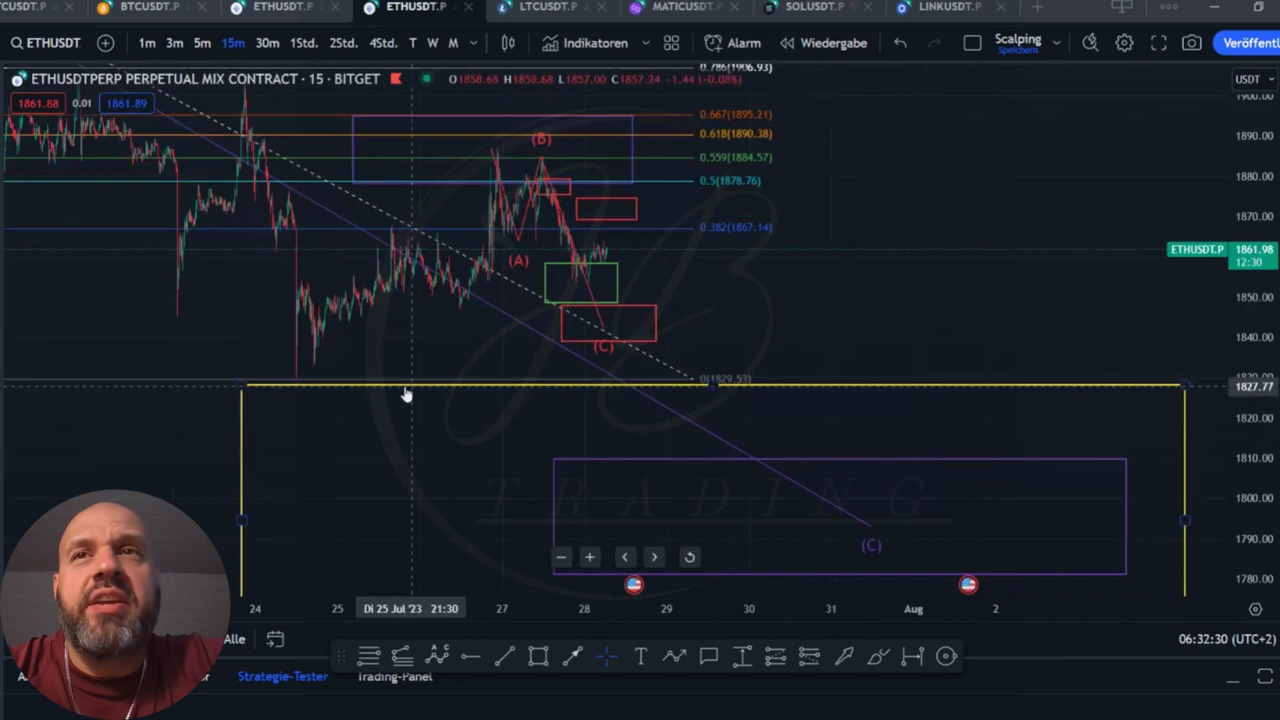 TCUSDT.P BTCUSDT.P ETHUSDT.P ETHUSDT.P LTCUSDT.P MATICUSDT.P SOLUSDT.P LINKUSDT.P
ETHUSDT 1m 3m 5m 15m 30m 1Std. 2Std. 4Std. T W M Indikatoren Alarm Wiedergabe Scalping Speichern Veröffentl
ETHUSDTPERP PERPETUAL MIX CONTRACT · 15 · BITGET O1858.68 H1858.68 L1857.00 C1857.24 −1.44 (−0.08%)
0.786(1906.93)
USDT
1861.88 0.01 1861.89
1900.00
0.667(1895.21)
0.618(1890.38)
1890.00
(B)
0.559(1884.57)
0.5(1878.76)
1880.00
1870.00
0.382(1867.14)
ETHUSDT.P 1861.98
12:30
(A)
1850.00
1840.00
(C)
0(1829.53)
1827.77
1820.00
1810.00
TRADING
1800.00
1790.00
(C)
1780.00
24 25 Di 25 Jul '23 21:30 27 28 29 30 31 Aug 2
Alle 06:32:30 (UTC+2)
Strategie-Tester Trading-Panel